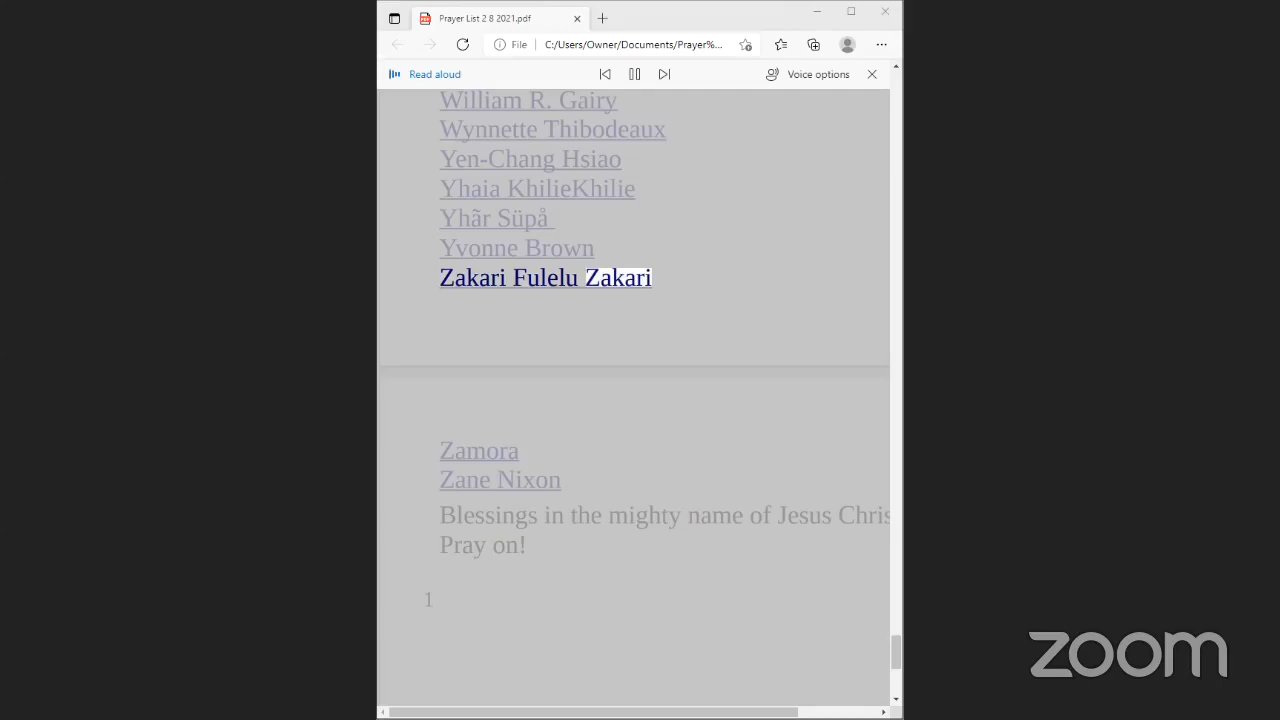 Prayer List 2 8 2021.pdf
File C:/Users/Owner/Documents/Prayer%...
Read aloud Voice options
William R. Gairy
Wynnette Thibodeaux
Yen-Chang Hsiao
Yhaia KhilieKhilie
Yhãr Süpå
Yvonne Brown
Zakari Fulelu Zakari
Zamora
Zane Nixon
Blessings in the mighty name of Jesus Chris
Pray on!
1
zoom